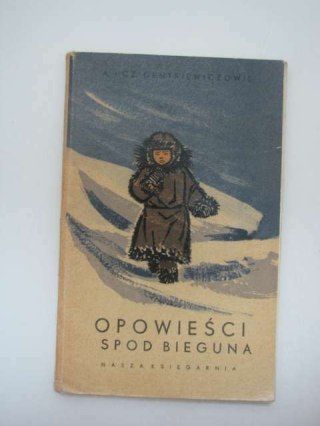 A. i CZ. CENTKIEWICZOWIE
OPOWIEŚCI
SPOD BIEGUNA
NASZA KSIĘGARNIA